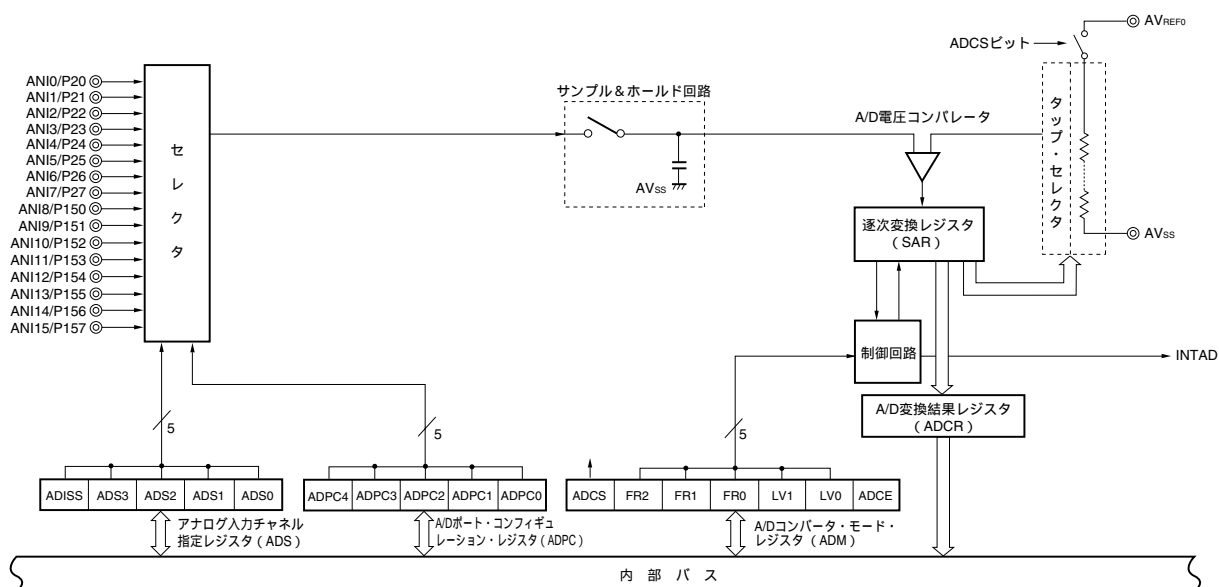 AVREF0
ADCSビット
ANI0/P20
ANI1/P21
ANI2/P22
ANI3/P23
ANI4/P24
ANI5/P25
ANI6/P26
ANI7/P27
ANI8/P150
ANI9/P151
ANI10/P152
ANI11/P153
ANI12/P154
ANI13/P155
ANI14/P156
ANI15/P157
セレクタ
サンプル&ホールド回路
AVSS
A/D電圧コンパレータ
タップ・セレクタ
AVSS
逐次変換レジスタ
(SAR)
制御回路
INTAD
A/D変換結果レジスタ
(ADCR)
5
5
5
ADISS ADS3 ADS2 ADS1 ADS0
ADPC4 ADPC3 ADPC2 ADPC1 ADPC0
ADCS FR2 FR1 FR0 LV1 LV0 ADCE
アナログ入力チャネル
指定レジスタ(ADS)
A/Dポート・コンフィギュ
レーション・レジスタ(ADPC)
A/Dコンバータ・モード・
レジスタ(ADM)
内部バス